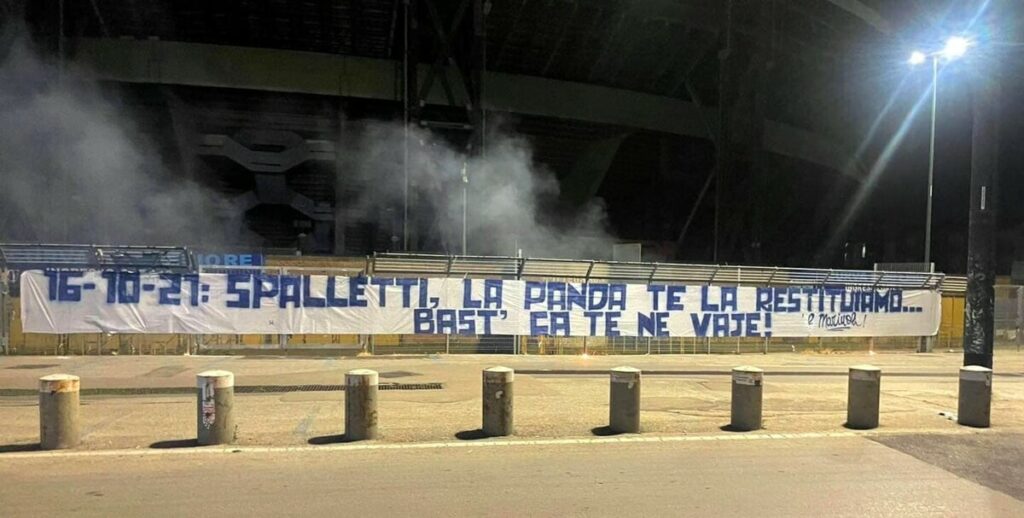 16-10-21: SPALLETTI, LA PANDA TE LA RESTITUIAMO...
BAST' CA TE NE VAJE!